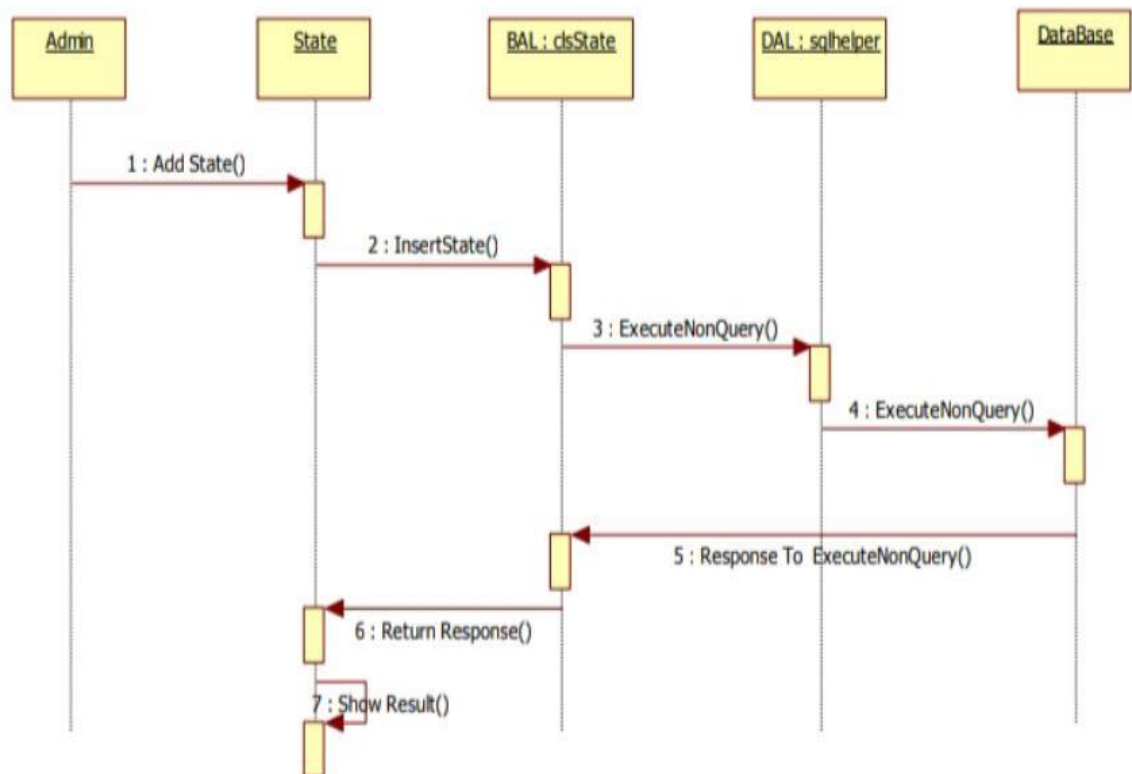 Admin
State
BAL : clsState
DAL : sqlhelper
DataBase
1 : Add State()
2 : InsertState()
3 : ExecuteNonQuery()
4 : ExecuteNonQuery()
5 : Response To ExecuteNonQuery()
6 : Return Response()
7 : Show Result()